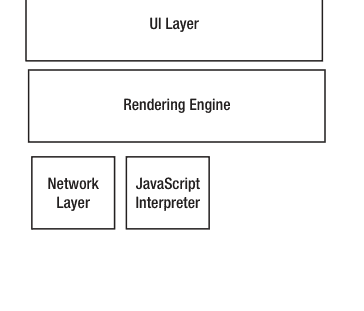 UI Layer
Rendering Engine
Network
Layer
JavaScript
Interpreter